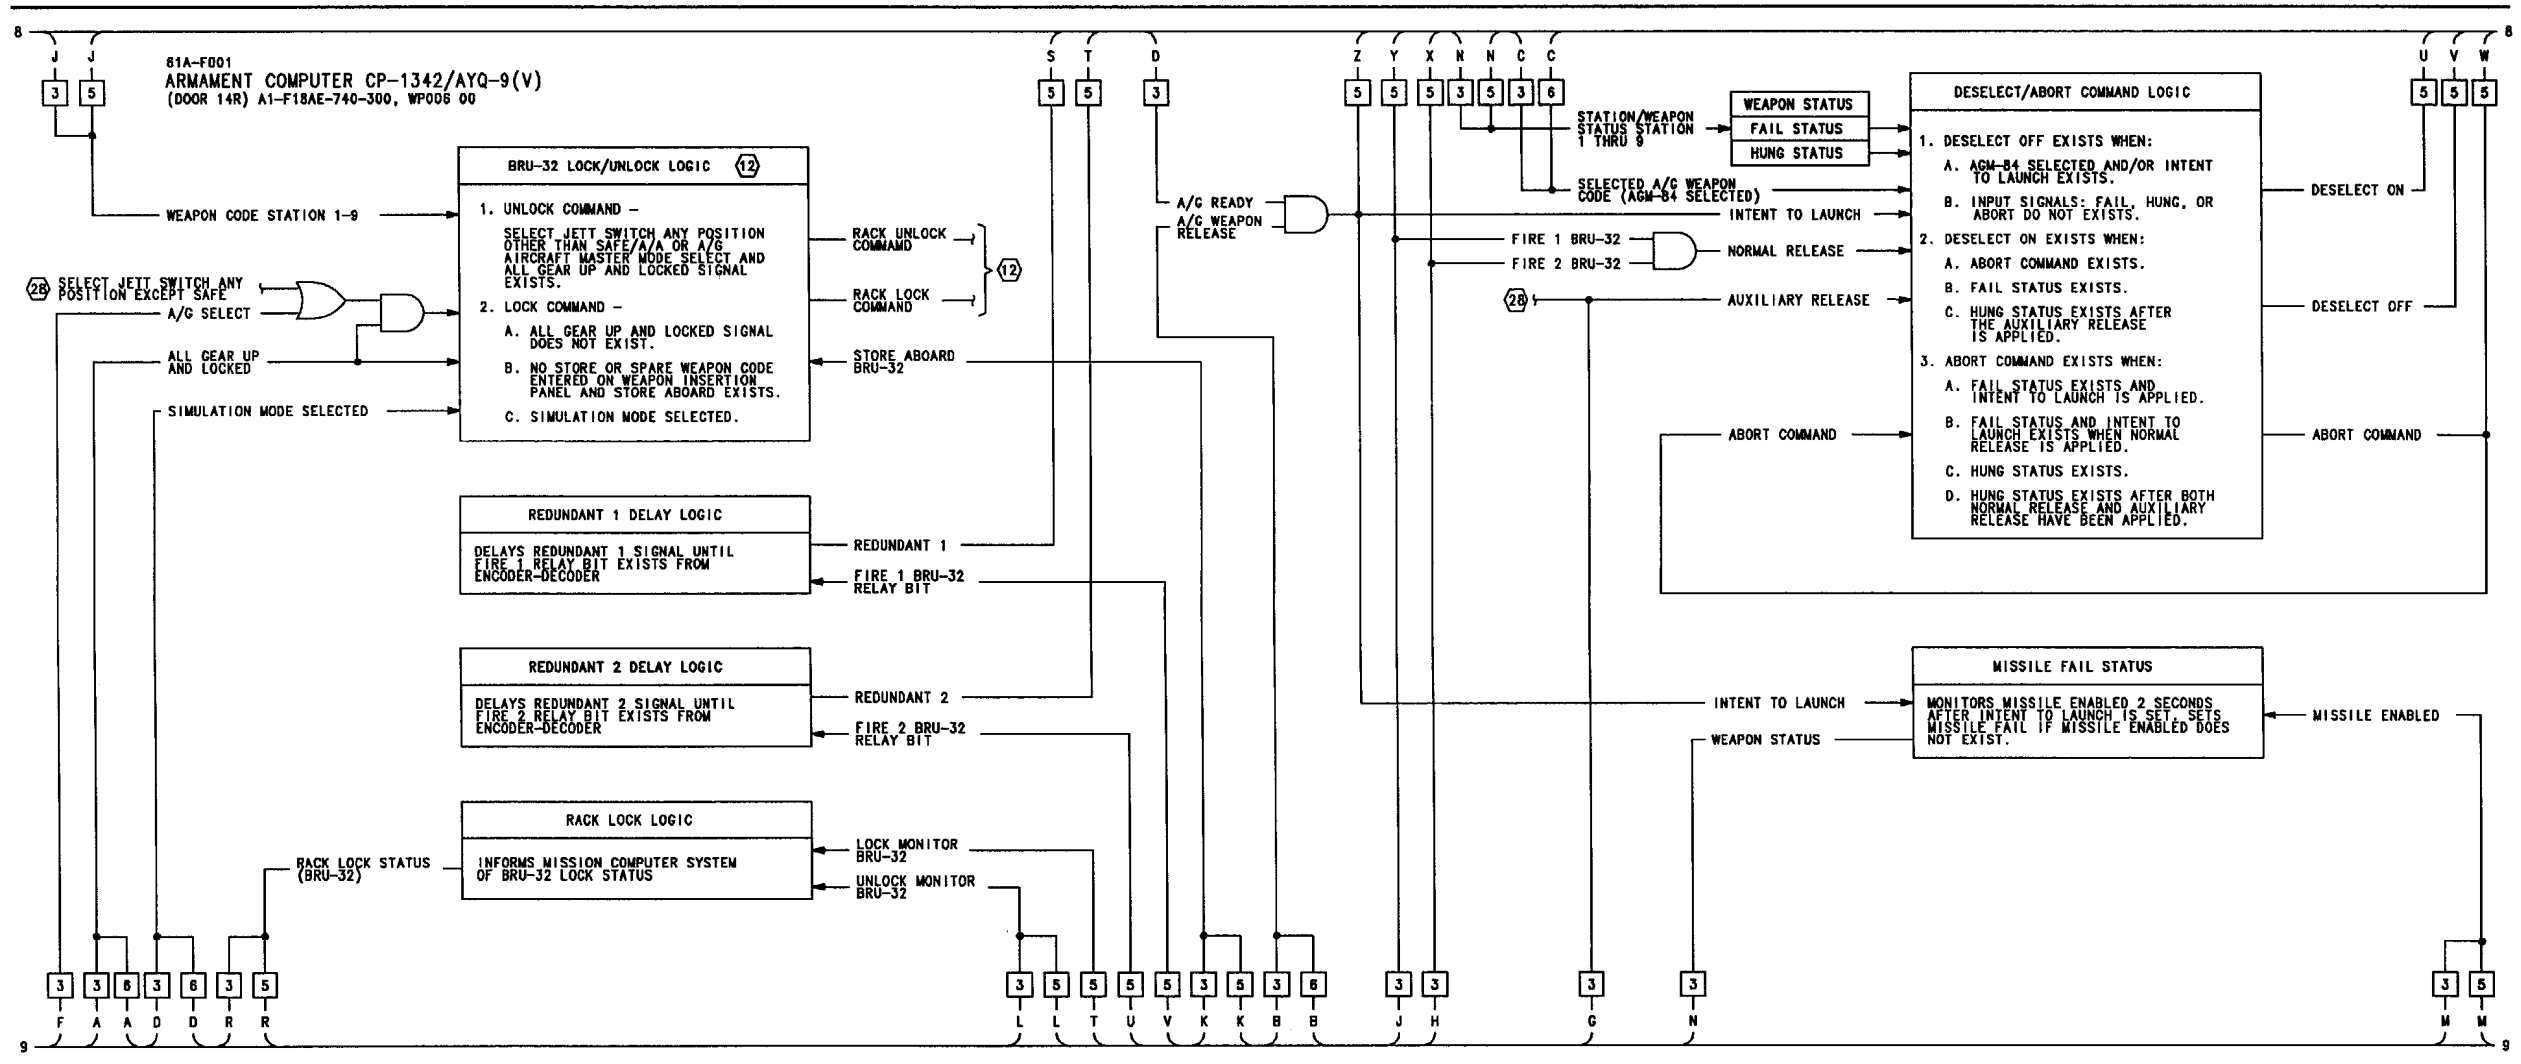 8
8
J J S T D Z Y X N N C C U V W
3 5 5 5 3 5 5 5 3 5 3 6 5 5 5
61A-F001
ARMAMENT COMPUTER CP-1342/AYQ-9(V)
(DOOR 14R) A1-F18AE-740-300, WP006 00
BRU-32 LOCK/UNLOCK LOGIC 12
1. UNLOCK COMMAND –
SELECT JETT SWITCH ANY POSITION
OTHER THAN SAFE/A/A OR A/G
AIRCRAFT MASTER MODE SELECT AND
ALL GEAR UP AND LOCKED SIGNAL
EXISTS.
2. LOCK COMMAND –
A. ALL GEAR UP AND LOCKED SIGNAL
DOES NOT EXIST.
B. NO STORE OR SPARE WEAPON CODE
ENTERED ON WEAPON INSERTION
PANEL AND STORE ABOARD EXISTS.
C. SIMULATION MODE SELECTED.
WEAPON CODE STATION 1-9
28 SELECT JETT SWITCH ANY
POSITION EXCEPT SAFE
A/G SELECT
ALL GEAR UP
AND LOCKED
SIMULATION MODE SELECTED
RACK UNLOCK
COMMAND
12
RACK LOCK
COMMAND
STORE ABOARD
BRU-32
REDUNDANT 1 DELAY LOGIC
DELAYS REDUNDANT 1 SIGNAL UNTIL
FIRE 1 RELAY BIT EXISTS FROM
ENCODER-DECODER
REDUNDANT 1
FIRE 1 BRU-32
RELAY BIT
REDUNDANT 2 DELAY LOGIC
DELAYS REDUNDANT 2 SIGNAL UNTIL
FIRE 2 RELAY BIT EXISTS FROM
ENCODER-DECODER
REDUNDANT 2
FIRE 2 BRU-32
RELAY BIT
RACK LOCK LOGIC
INFORMS MISSION COMPUTER SYSTEM
OF BRU-32 LOCK STATUS
RACK LOCK STATUS
(BRU-32)
LOCK MONITOR
BRU-32
UNLOCK MONITOR
BRU-32
A/G READY
A/G WEAPON
RELEASE
STATION/WEAPON
STATUS STATION
1 THRU 9
WEAPON STATUS
FAIL STATUS
HUNG STATUS
SELECTED A/G WEAPON
CODE (AGM-84 SELECTED)
INTENT TO LAUNCH
FIRE 1 BRU-32
FIRE 2 BRU-32
NORMAL RELEASE
28
AUXILIARY RELEASE
ABORT COMMAND
DESELECT/ABORT COMMAND LOGIC
1. DESELECT OFF EXISTS WHEN:
A. AGM-84 SELECTED AND/OR INTENT
TO LAUNCH EXISTS.
B. INPUT SIGNALS: FAIL, HUNG, OR
ABORT DO NOT EXISTS.
2. DESELECT ON EXISTS WHEN:
A. ABORT COMMAND EXISTS.
B. FAIL STATUS EXISTS.
C. HUNG STATUS EXISTS AFTER
THE AUXILIARY RELEASE
IS APPLIED.
3. ABORT COMMAND EXISTS WHEN:
A. FAIL STATUS EXISTS AND
INTENT TO LAUNCH IS APPLIED.
B. FAIL STATUS AND INTENT TO
LAUNCH EXISTS WHEN NORMAL
RELEASE IS APPLIED.
C. HUNG STATUS EXISTS.
D. HUNG STATUS EXISTS AFTER BOTH
NORMAL RELEASE AND AUXILIARY
RELEASE HAVE BEEN APPLIED.
DESELECT ON
DESELECT OFF
ABORT COMMAND
MISSILE FAIL STATUS
MONITORS MISSILE ENABLED 2 SECONDS
AFTER INTENT TO LAUNCH IS SET. SETS
MISSILE FAIL IF MISSILE ENABLED DOES
NOT EXIST.
INTENT TO LAUNCH
WEAPON STATUS
MISSILE ENABLED
3 3 6 3 6 3 5 3 5 5 5 5 3 5 3 6 3 3 3 3 3 5
F A A D D R R L L T U V K K B B J H G N M M
9
9